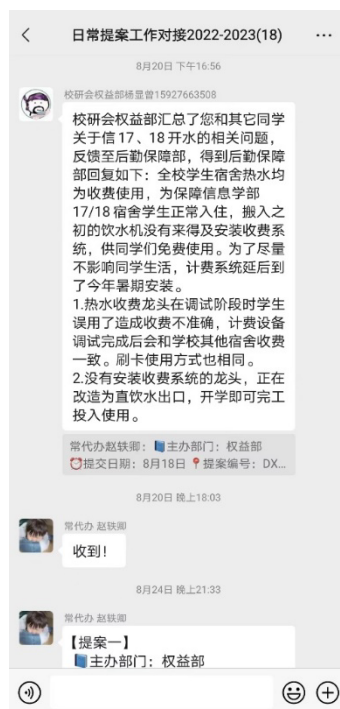 日常提案工作对接2022-2023(18)
8月20日 下午16:56
校研会权益部杨显曾15927663508
校研会权益部汇总了您和其它同学
关于信17、18开水的相关问题，
反馈至后勤保障部，得到后勤保障
部回复如下：全校学生宿舍热水均
为收费使用，为保障信息学部
17/18宿舍学生正常入住，搬入之
初的饮水机没有来得及安装收费系
统，供同学们免费使用。为了尽量
不影响同学生活，计费系统延后到
了今年暑期安装。
1.热水收费龙头在调试阶段时学生
误用了造成收费不准确，计费设备
调试完成后会和学校其他宿舍收费
一致。刷卡使用方式也相同。
2.没有安装收费系统的龙头，正在
改造为直饮水出口，开学即可完工
投入使用。
常代办赵轶卿：📘主办部门：权益部
⏰提交日期：8月18日📍提案编号：DX...
8月20日 晚上18:03
常代办 赵轶卿
收到！
8月24日 晚上21:33
常代办 赵轶卿
【提案一】
📘主办部门：权益部